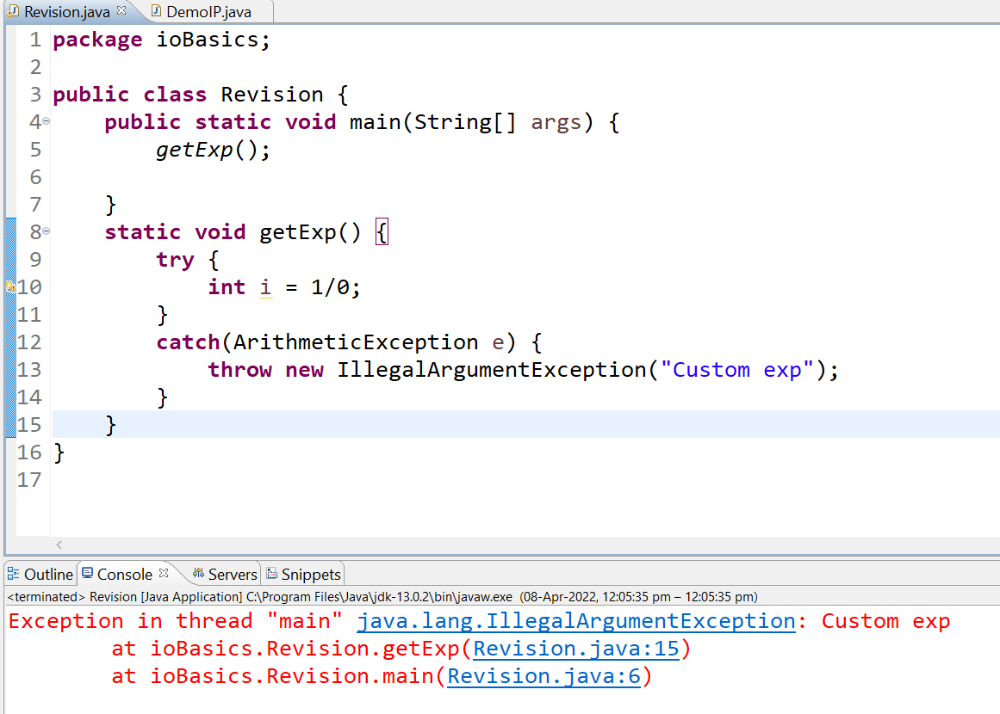 Revision.java DemoIP.java
1 package ioBasics;
2
3 public class Revision {
4 public static void main(String[] args) {
5 getExp();
6
7 }
8 static void getExp() {
9 try {
10 int i = 1/0;
11 }
12 catch(ArithmeticException e) {
13 throw new IllegalArgumentException("Custom exp");
14 }
15 }
16 }
17
Outline Console Servers Snippets
<terminated> Revision [Java Application] C:\Program Files\Java\jdk-13.0.2\bin\javaw.exe (08-Apr-2022, 12:05:35 pm – 12:05:35 pm)
Exception in thread "main" java.lang.IllegalArgumentException: Custom exp
at ioBasics.Revision.getExp(Revision.java:15)
at ioBasics.Revision.main(Revision.java:6)